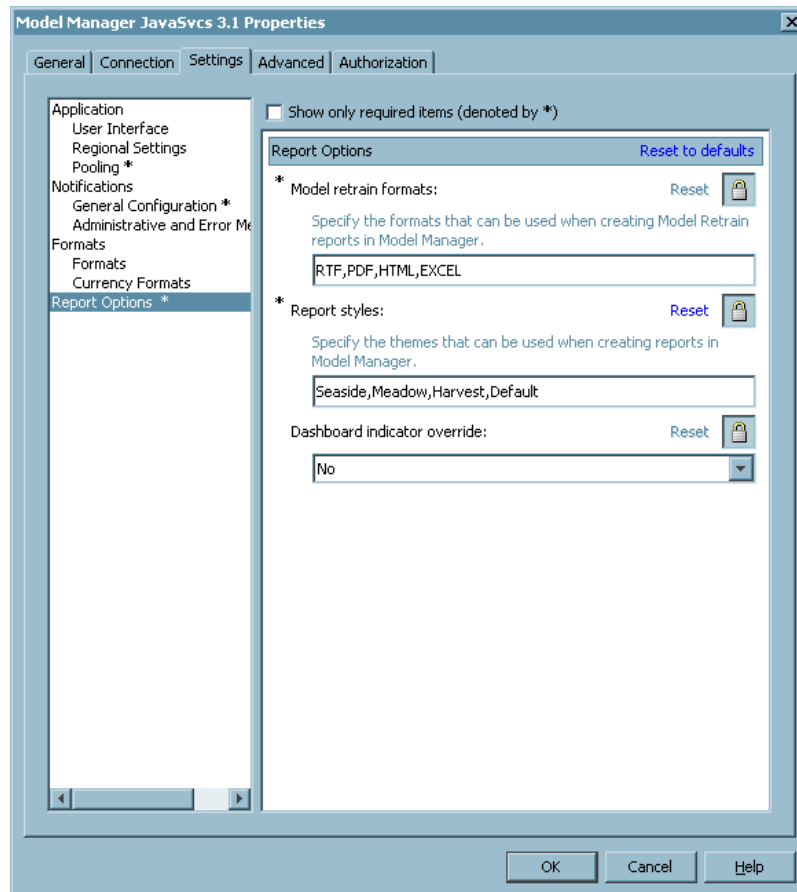 Model Manager JavaSvcs 3.1 Properties
General
Connection
Settings
Advanced
Authorization
Application
User Interface
Regional Settings
Pooling *
Notifications
General Configuration *
Administrative and Error Me
Formats
Formats
Currency Formats
Report Options *
Show only required items (denoted by *)
Report Options Reset to defaults
* Model retrain formats: Reset
Specify the formats that can be used when creating Model Retrain
reports in Model Manager.
RTF,PDF,HTML,EXCEL
* Report styles: Reset
Specify the themes that can be used when creating reports in
Model Manager.
Seaside,Meadow,Harvest,Default
Dashboard indicator override: Reset
No
OK
Cancel
Help